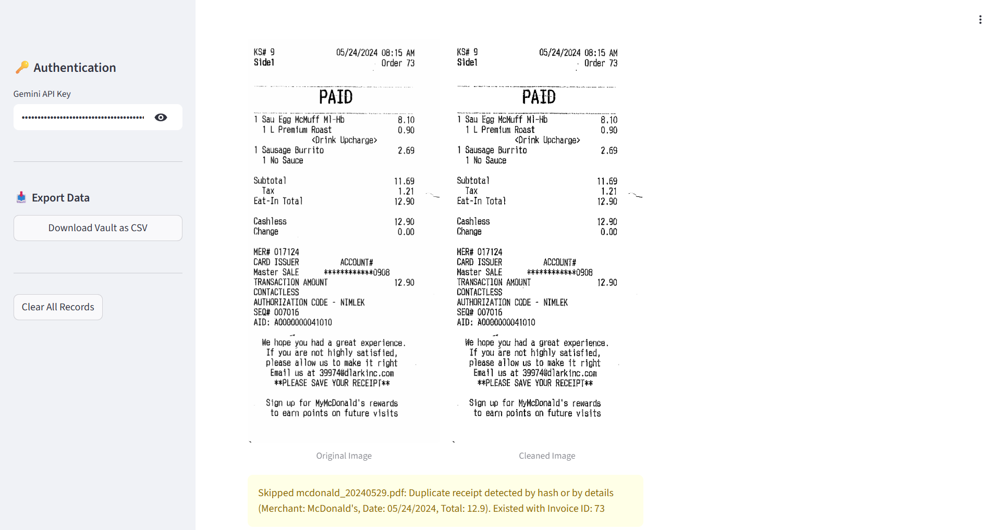 Authentication
Gemini API Key
Export Data
Download Vault as CSV
Clear All Records
KS# 9 05/24/2024 08:15 AM
Side1 Order 73
PAID
1 Sau Egg McMuff Ml-Hb 8.10
1 L Premium Roast 0.90
<Drink Upcharge>
1 Sausage Burrito 2.69
1 No Sauce
Subtotal 11.69
Tax 1.21
Eat-In Total 12.90
Cashless 12.90
Change 0.00
MER# 017124
CARD ISSUER ACCOUNT#
Master SALE ************0908
TRANSACTION AMOUNT 12.90
CONTACTLESS
AUTHORIZATION CODE - NIMLEK
SEQ# 007016
AID: A0000000041010
We hope you had a great experience.
If you are not highly satisfied,
please allow us to make it right
Email us at 39974@dlarkinc.com
**PLEASE SAVE YOUR RECEIPT**
Sign up for MyMcDonald's rewards
to earn points on future visits
Original Image
KS# 9 05/24/2024 08:15 AM
Side1 Order 73
PAID
1 Sau Egg McMuff Ml-Hb 8.10
1 L Premium Roast 0.90
<Drink Upcharge>
1 Sausage Burrito 2.69
1 No Sauce
Subtotal 11.69
Tax 1.21
Eat-In Total 12.90
Cashless 12.90
Change 0.00
MER# 017124
CARD ISSUER ACCOUNT#
Master SALE ************0908
TRANSACTION AMOUNT 12.90
CONTACTLESS
AUTHORIZATION CODE - NIMLEK
SEQ# 007016
AID: A0000000041010
We hope you had a great experience.
If you are not highly satisfied,
please allow us to make it right
Email us at 39974@dlarkinc.com
**PLEASE SAVE YOUR RECEIPT**
Sign up for MyMcDonald's rewards
to earn points on future visits
Cleaned Image
Skipped mcdonald_20240529.pdf: Duplicate receipt detected by hash or by details
(Merchant: McDonald's, Date: 05/24/2024, Total: 12.9). Existed with Invoice ID: 73